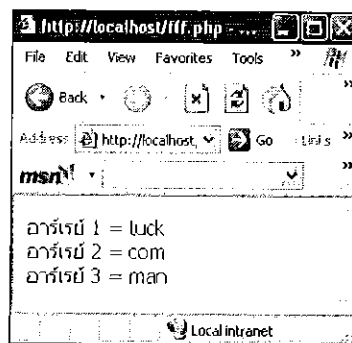 http://localhost/fff.php - ...
File Edit View Favorites Tools »
Back
Address http://localhost, Go Links »
msn
อาร์เรย์ 1 = tuck
อาร์เรย์ 2 = com
อาร์เรย์ 3 = man
Local intranet